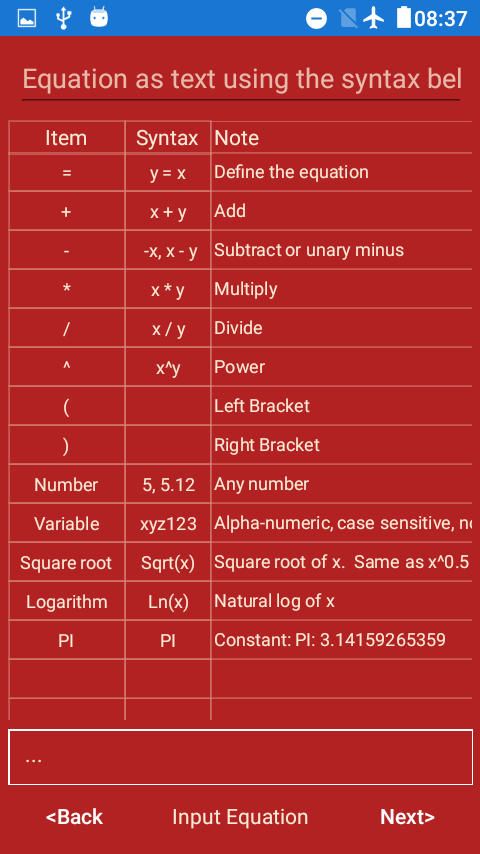 08:37
Equation as text using the syntax bel
Item Syntax Note
= y = x Define the equation
+ x + y Add
- -x, x - y Subtract or unary minus
* x * y Multiply
/ x / y Divide
^ x^y Power
( Left Bracket
) Right Bracket
Number 5, 5.12 Any number
Variable xyz123 Alpha-numeric, case sensitive, no
Square root Sqrt(x) Square root of x. Same as x^0.5
Logarithm Ln(x) Natural log of x
PI PI Constant: PI: 3.14159265359
...
<Back Input Equation Next>